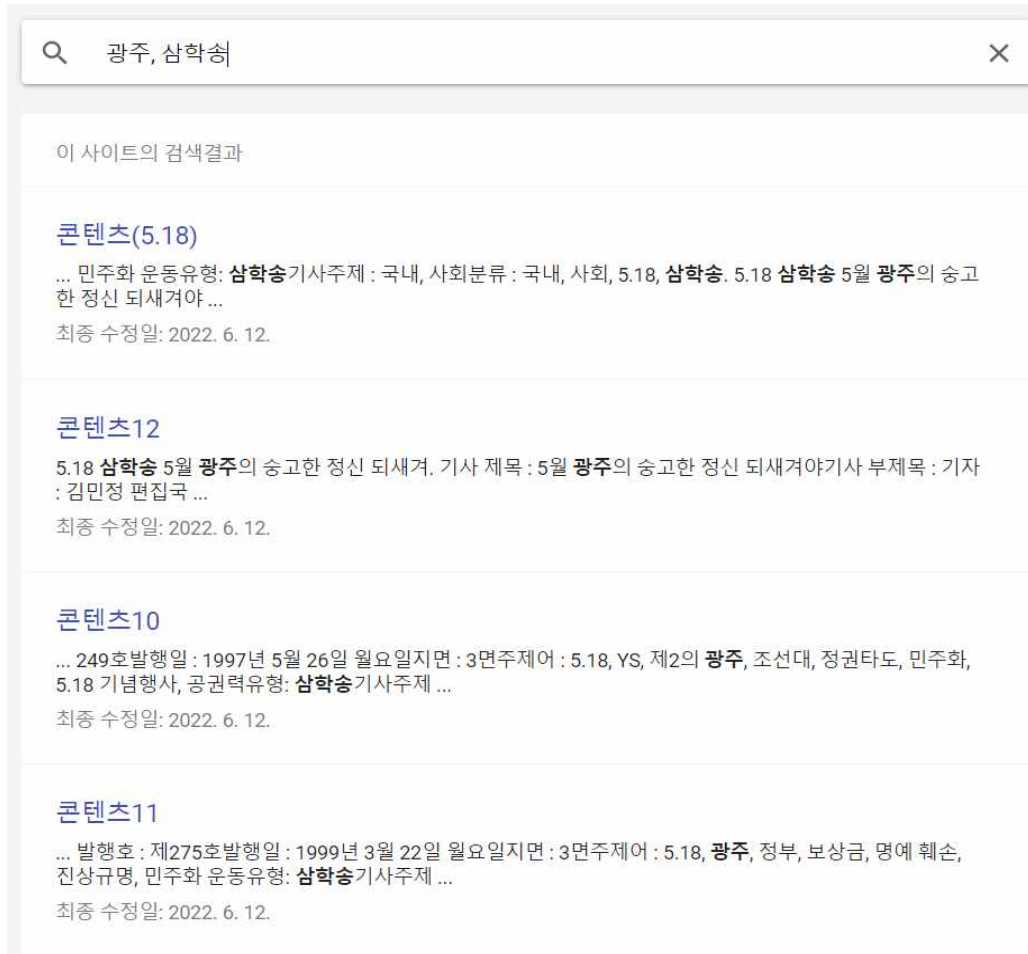 광주, 삼학송
이 사이트의 검색결과
콘텐츠(5.18)
... 민주화 운동유형: 삼학송기사주제 : 국내, 사회분류 : 국내, 사회, 5.18, 삼학송. 5.18 삼학송 5월 광주의 숭고
한 정신 되새겨야 ...
최종 수정일: 2022. 6. 12.
콘텐츠12
5.18 삼학송 5월 광주의 숭고한 정신 되새겨. 기사 제목 : 5월 광주의 숭고한 정신 되새겨야기사 부제목 : 기자
: 김민정 편집국 ...
최종 수정일: 2022. 6. 12.
콘텐츠10
... 249호발행일 : 1997년 5월 26일 월요일지면 : 3면주제어 : 5.18, YS, 제2의 광주, 조선대, 정권타도, 민주화,
5.18 기념행사, 공권력유형: 삼학송기사주제 ...
최종 수정일: 2022. 6. 12.
콘텐츠11
... 발행호 : 제275호발행일 : 1999년 3월 22일 월요일지면 : 3면주제어 : 5.18, 광주, 정부, 보상금, 명예 훼손,
진상규명, 민주화 운동유형: 삼학송기사주제 ...
최종 수정일: 2022. 6. 12.